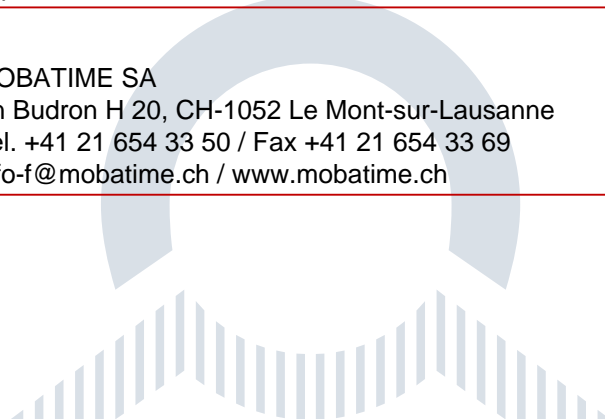 OBATIME SA
n Budron H 20, CH-1052 Le Mont-sur-Lausanne
el. +41 21 654 33 50 / Fax +41 21 654 33 69
fo-f@mobatime.ch / www.mobatime.ch